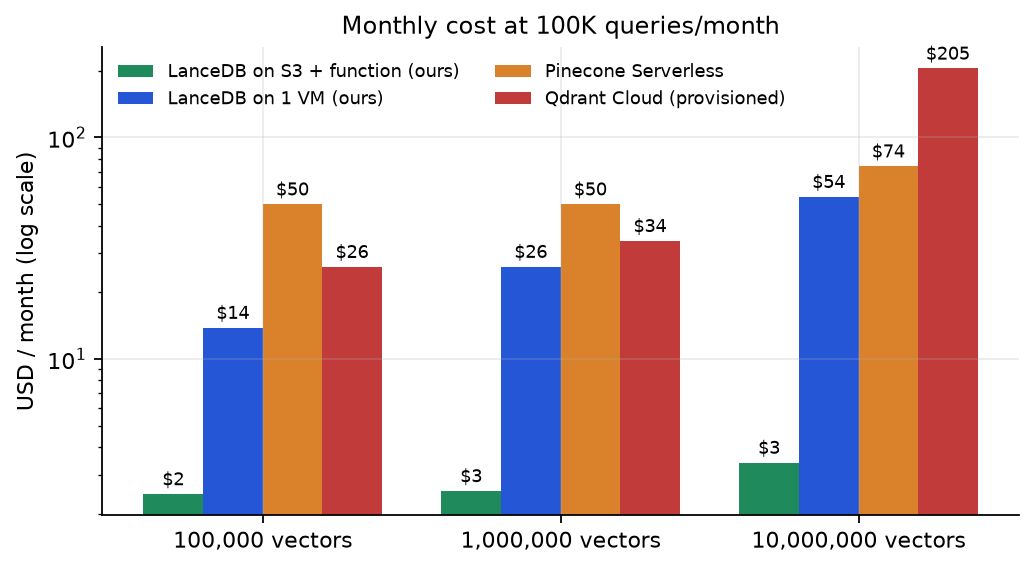 Monthly cost at 100K queries/month
LanceDB on S3 + function (ours)
LanceDB on 1 VM (ours)
Pinecone Serverless
Qdrant Cloud (provisioned)
USD / month (log scale)
10²
10¹
$2
$14
$50
$26
$3
$26
$50
$34
$3
$54
$74
$205
100,000 vectors
1,000,000 vectors
10,000,000 vectors